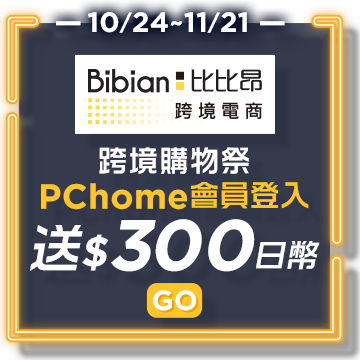 10/24~11/21
Bibian 比比昂
跨境電商
跨境購物祭
PChome會員登入
送$300日幣
GO